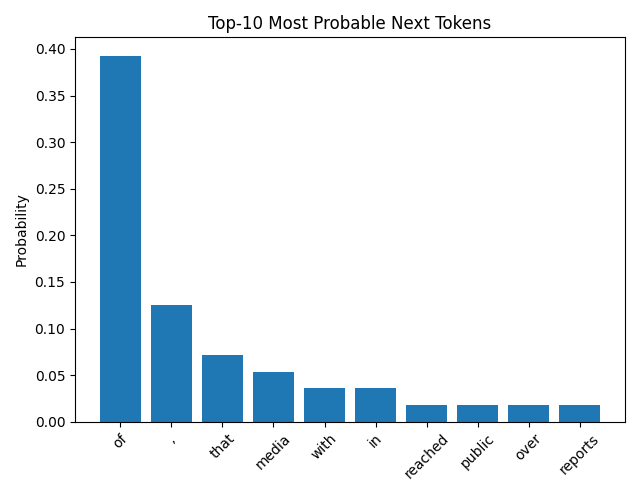 Top-10 Most Probable Next Tokens
Probability
0.40
0.35
0.30
0.25
0.20
0.15
0.10
0.05
0.00
of
,
that
media
with
in
reached
public
over
reports